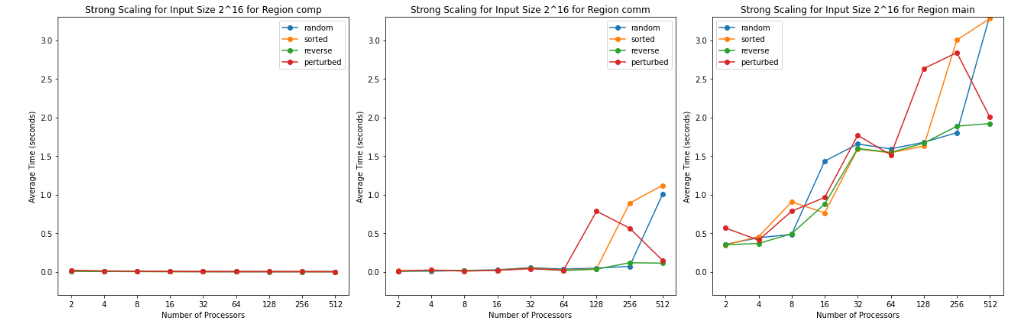 Strong Scaling for Input Size 2^16 for Region comp
3.0
2.5
2.0
1.5
1.0
0.5
0.0
Average Time (seconds)
random
sorted
reverse
perturbed
2 4 8 16 32 64 128 256 512
Number of Processors
Strong Scaling for Input Size 2^16 for Region comm
3.0
2.5
2.0
1.5
1.0
0.5
0.0
Average Time (seconds)
random
sorted
reverse
perturbed
2 4 8 16 32 64 128 256 512
Number of Processors
Strong Scaling for Input Size 2^16 for Region main
3.0
2.5
2.0
1.5
1.0
0.5
0.0
Average Time (seconds)
random
sorted
reverse
perturbed
2 4 8 16 32 64 128 256 512
Number of Processors